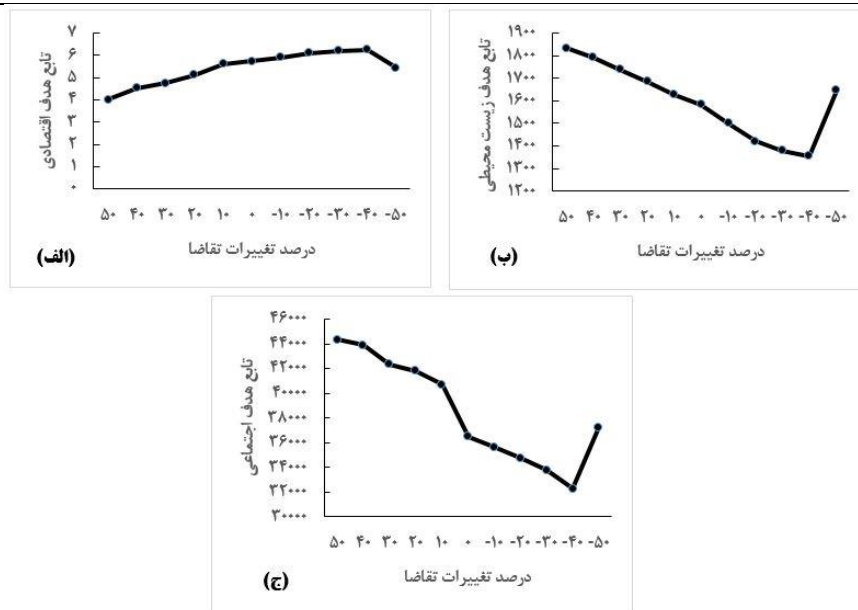 تابع هدف اقتصادی
۷
۶
۵
۴
۳
۲
۱
۰
۵۰ ۴۰ ۳۰ ۲۰ ۱۰ ۰ -۱۰ -۲۰ -۳۰ -۴۰ -۵۰
درصد تغییرات تقاضا
(الف)
تابع هدف زیست محیطی
۱۹۰۰
۱۸۰۰
۱۷۰۰
۱۶۰۰
۱۵۰۰
۱۴۰۰
۱۳۰۰
۱۲۰۰
۵۰ ۴۰ ۳۰ ۲۰ ۱۰ ۰ -۱۰ -۲۰ -۳۰ -۴۰ -۵۰
درصد تغییرات تقاضا
(ب)
تابع هدف اجتماعی
۴۶۰۰۰
۴۴۰۰۰
۴۲۰۰۰
۴۰۰۰۰
۳۸۰۰۰
۳۶۰۰۰
۳۴۰۰۰
۳۲۰۰۰
۳۰۰۰۰
۵۰ ۴۰ ۳۰ ۲۰ ۱۰ ۰ -۱۰ -۲۰ -۳۰ -۴۰ -۵۰
درصد تغییرات تقاضا
(ج)